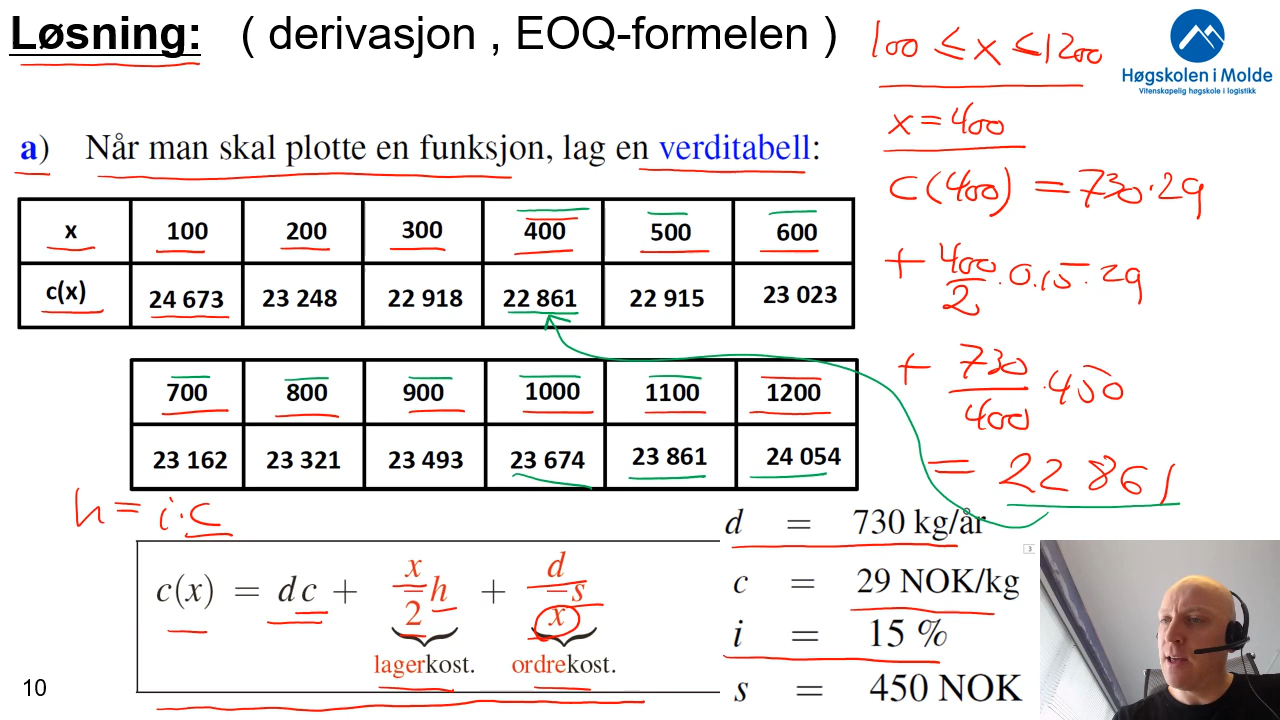 Løsning: ( derivasjon , EOQ-formelen )
100 ≤ x ≤ 1200
Høgskolen i Molde
Vitenskapelig høgskole i logistikk
x = 400
a) Når man skal plotte en funksjon, lag en verditabell:
c(400) = 730·29
x 100 200 300 400 500 600
c(x) 24 673 23 248 22 918 22 861 22 915 23 023
+ 400/2 · 0.15 · 29
700 800 900 1000 1100 1200
23 162 23 321 23 493 23 674 23 861 24 054
+ 730/400 · 450
= 22 861
h = i·c
c(x) = dc + x/2 h + d/x s
lagerkost. ordrekost.
d = 730 kg/år
c = 29 NOK/kg
i = 15 %
s = 450 NOK
3
10